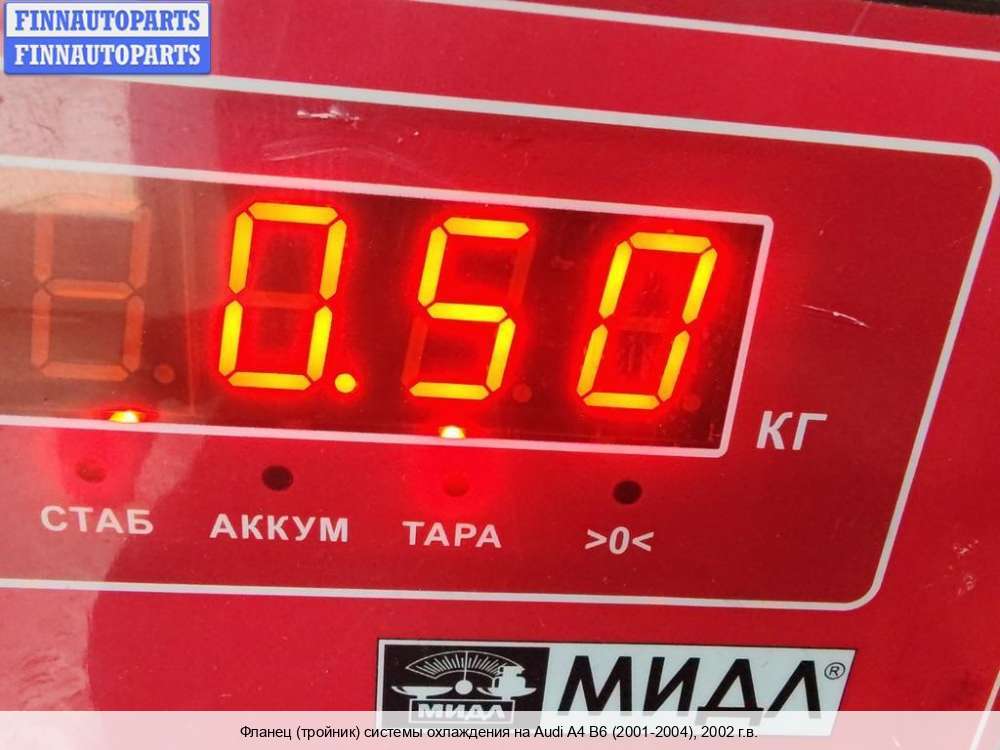 FINNAUTOPARTS
FINNAUTOPARTS
0.50
КГ
СТАБ АККУМ ТАРА >0<
МИДЛ
МИДЛ®
Фланец (тройник) системы охлаждения на Audi A4 B6 (2001-2004), 2002 г.в.